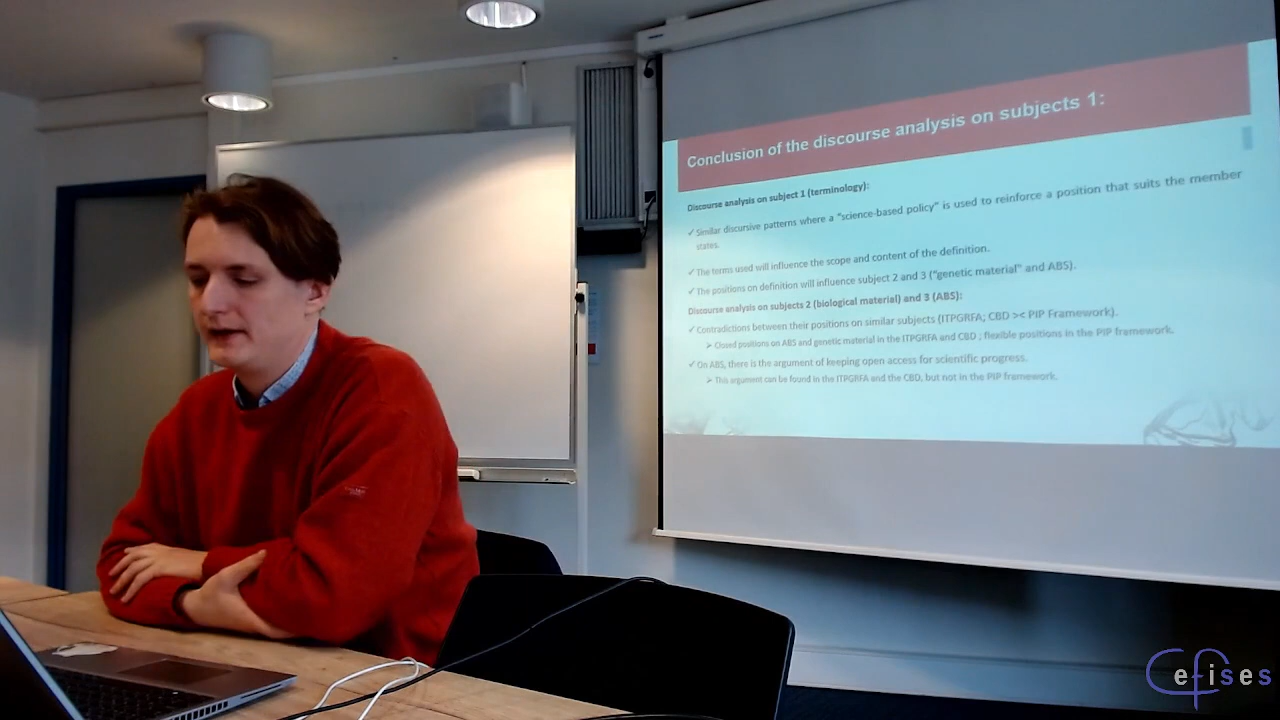 Conclusion of the discourse analysis on subjects 1:
Discourse analysis on subject 1 (terminology):
✓ Similar discursive patterns where a "science-based policy" is used to reinforce a position that suits the member
states.
✓ The terms used will influence the scope and content of the definition.
✓ The positions on definition will influence subject 2 and 3 ("genetic material" and ABS).
Discourse analysis on subjects 2 (biological material) and 3 (ABS):
✓ Contradictions between their positions on similar subjects (ITPGRFA; CBD >< PIP Framework).
➢ Closed positions on ABS and genetic material in the ITPGRFA and CBD ; flexible positions in the PIP framework.
✓ On ABS, there is the argument of keeping open access for scientific progress.
➢ This argument can be found in the ITPGRFA and the CBD, but not in the PIP framework.
Cefises